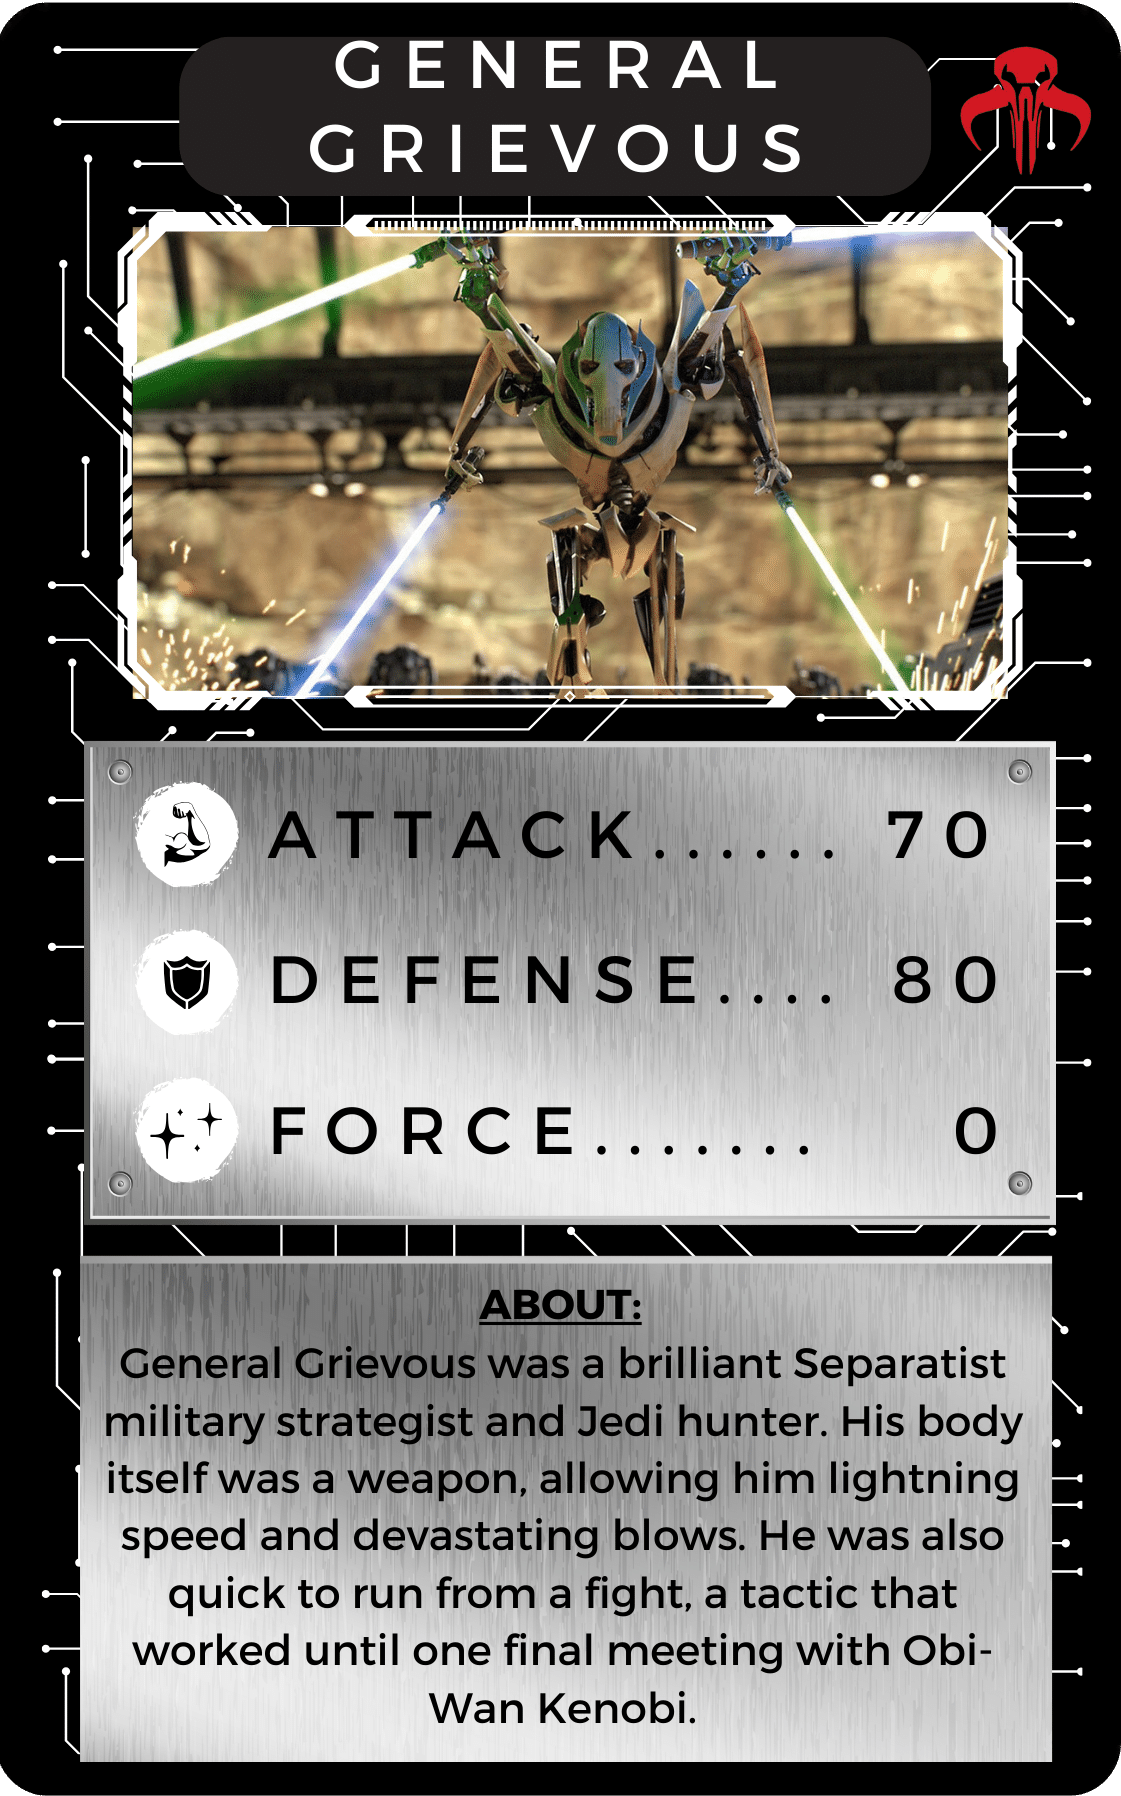 GENERAL
GRIEVOUS
ATTACK...... 70
DEFENSE.... 80
FORCE....... 0
ABOUT:
General Grievous was a brilliant Separatist
military strategist and Jedi hunter. His body
itself was a weapon, allowing him lightning
speed and devastating blows. He was also
quick to run from a fight, a tactic that
worked until one final meeting with Obi-
Wan Kenobi.